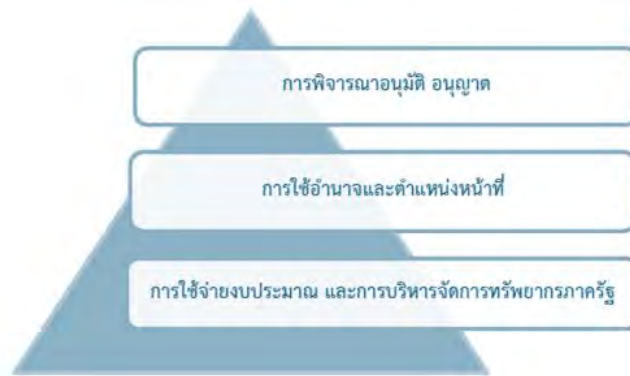 การพิจารณาอนุมัติ อนุญาต
การใช้อำนาจและตำแหน่งหน้าที่
การใช้จ่ายงบประมาณ และการบริหารจัดการทรัพยากรภาครัฐ